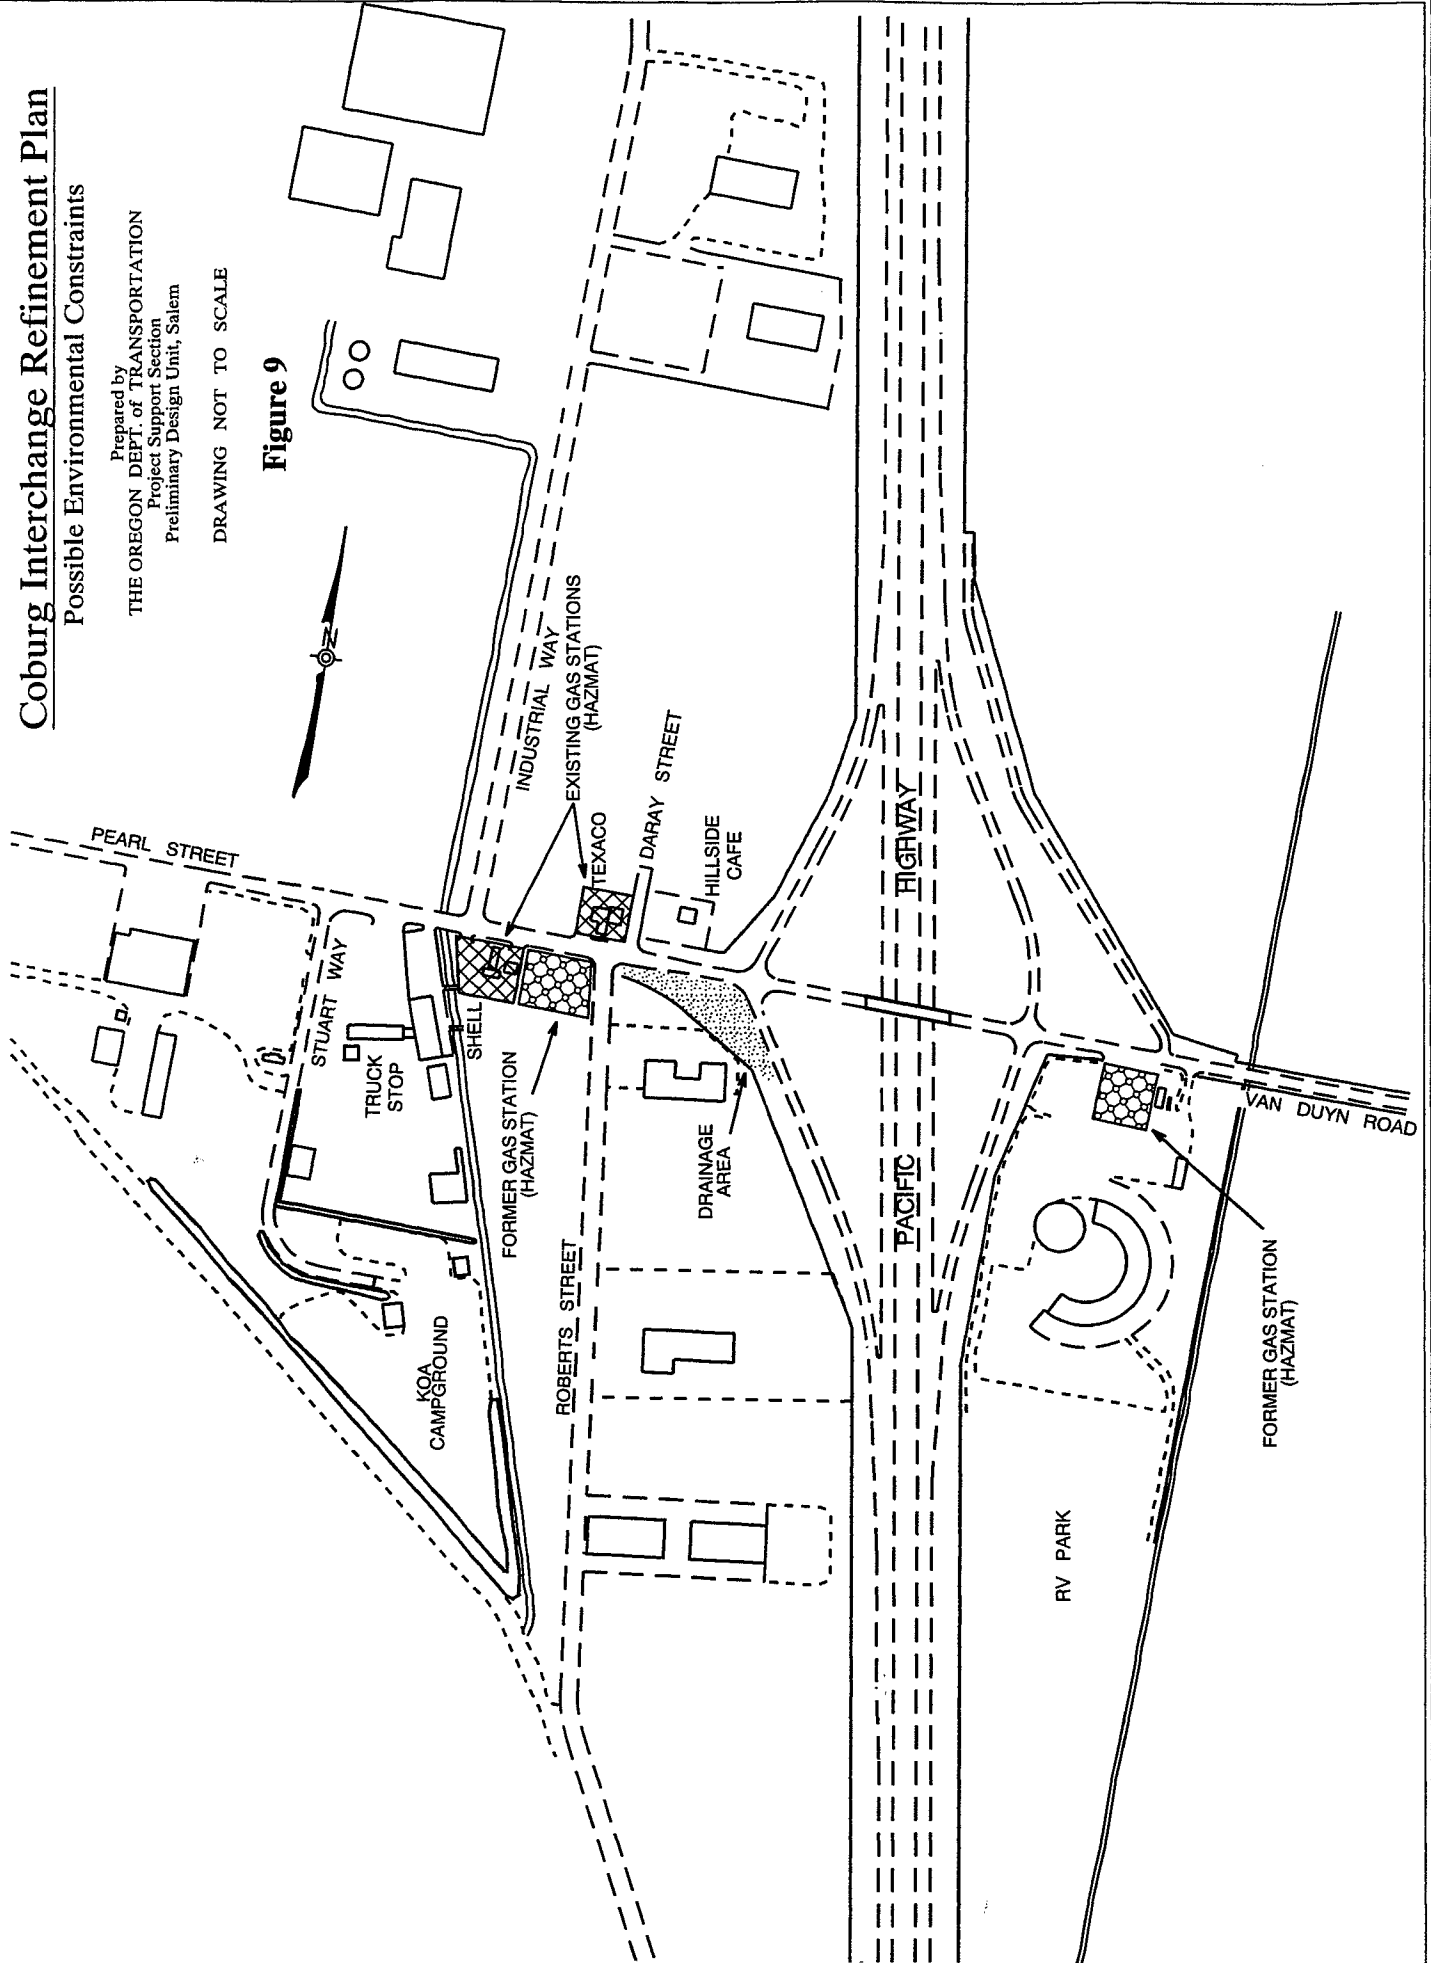 Coburg Interchange Refinement Plan
Possible Environmental Constraints
Prepared by
THE OREGON DEPT. of TRANSPORTATION
Project Support Section
Preliminary Design Unit, Salem
DRAWING NOT TO SCALE
Figure 9
N
PEARL STREET
STUART WAY
TRUCK
STOP
SHELL
FORMER GAS STATION
(HAZMAT)
KOA
CAMPGROUND
INDUSTRIAL WAY
EXISTING GAS STATIONS
(HAZMAT)
TEXACO
DARAY STREET
HILLSIDE
CAFE
ROBERTS STREET
DRAINAGE
AREA
PACIFIC HIGHWAY
VAN DUYN ROAD
FORMER GAS STATION
(HAZMAT)
RV PARK